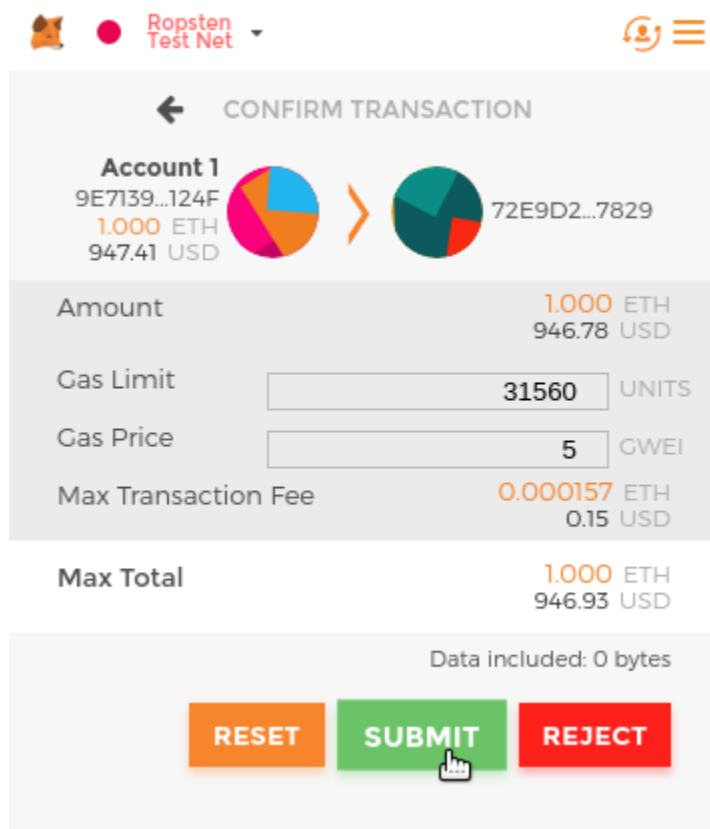 Ropsten
Test Net
CONFIRM TRANSACTION
Account 1
9E7139...124F
1.000 ETH
947.41 USD
72E9D2...7829
Amount
1.000 ETH
946.78 USD
Gas Limit
31560 UNITS
Gas Price
5 GWEI
Max Transaction Fee
0.000157 ETH
0.15 USD
Max Total
1.000 ETH
946.93 USD
Data included: 0 bytes
RESET SUBMIT REJECT